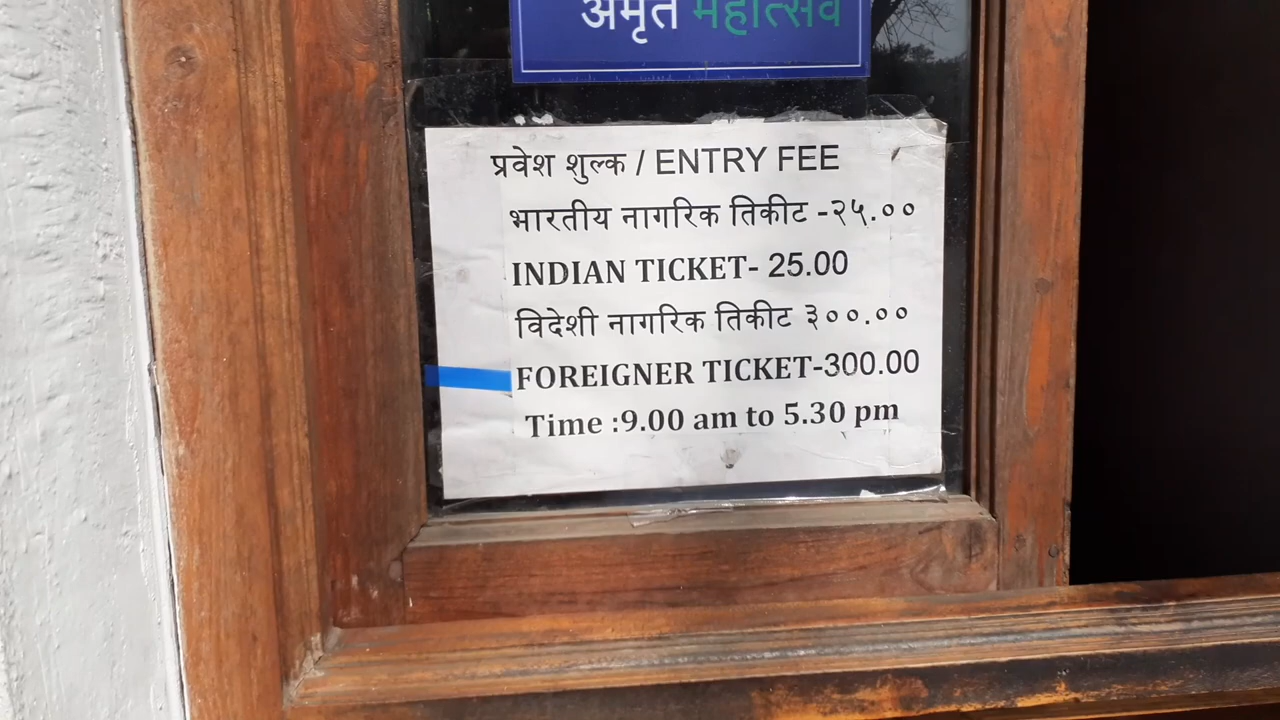 अमृत महोत्सव
प्रवेश शुल्क / ENTRY FEE
भारतीय नागरिक तिकीट -२५.००
INDIAN TICKET- 25.00
विदेशी नागरिक तिकीट ३००.००
FOREIGNER TICKET-300.00
Time :9.00 am to 5.30 pm